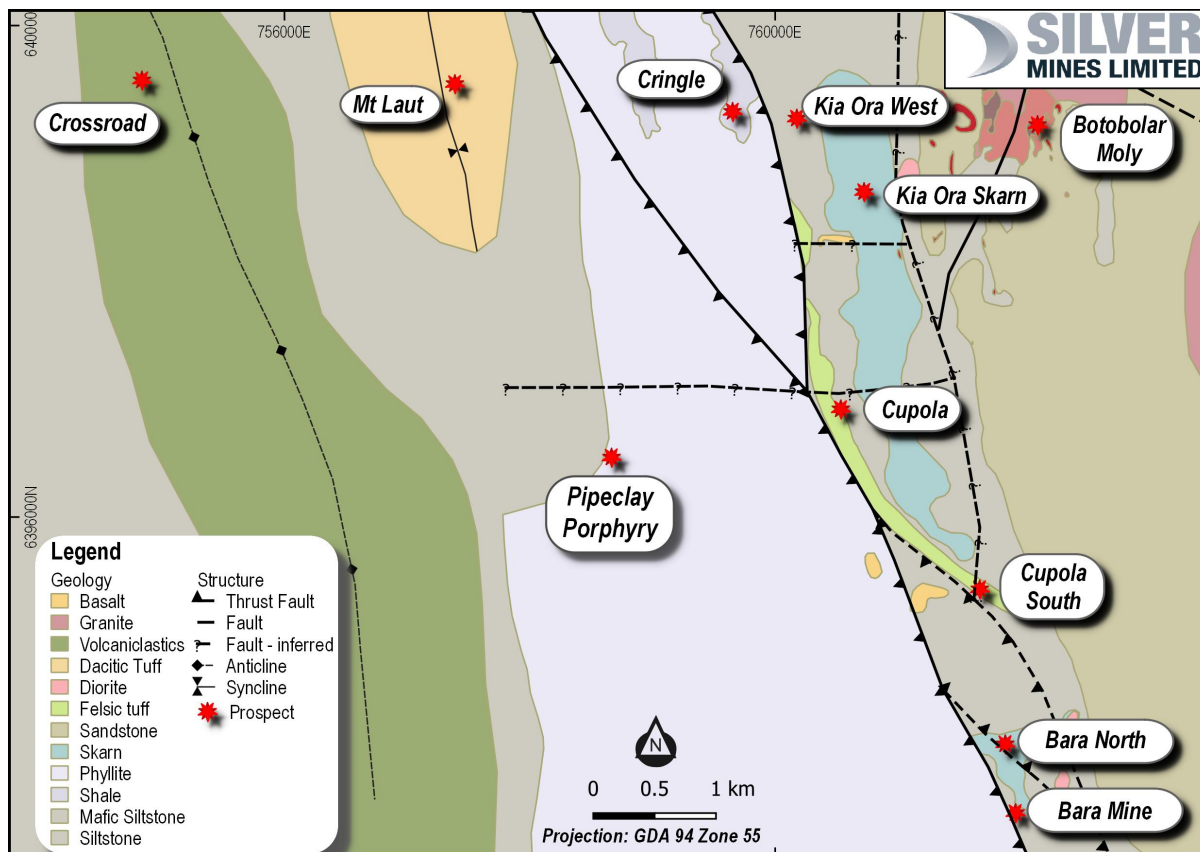 640000
756000E
760000E
SILVER
MINES LIMITED
Crossroad
Mt Laut
Cringle
Kia Ora West
Botobolar
Moly
Kia Ora Skarn
Cupola
Pipeclay
Porphyry
6396000N
Cupola
South
Bara North
Bara Mine
Legend
Geology
Basalt
Granite
Volcaniclastics
Dacitic Tuff
Diorite
Felsic tuff
Sandstone
Skarn
Phyllite
Shale
Mafic Siltstone
Siltstone
Structure
Thrust Fault
Fault
? Fault - inferred
Anticline
Syncline
Prospect
N
0 0.5 1 km
Projection: GDA 94 Zone 55
? ? ?
? ? ? ? ? ? ? ? ?
? ? ? ? ? ? ? ?